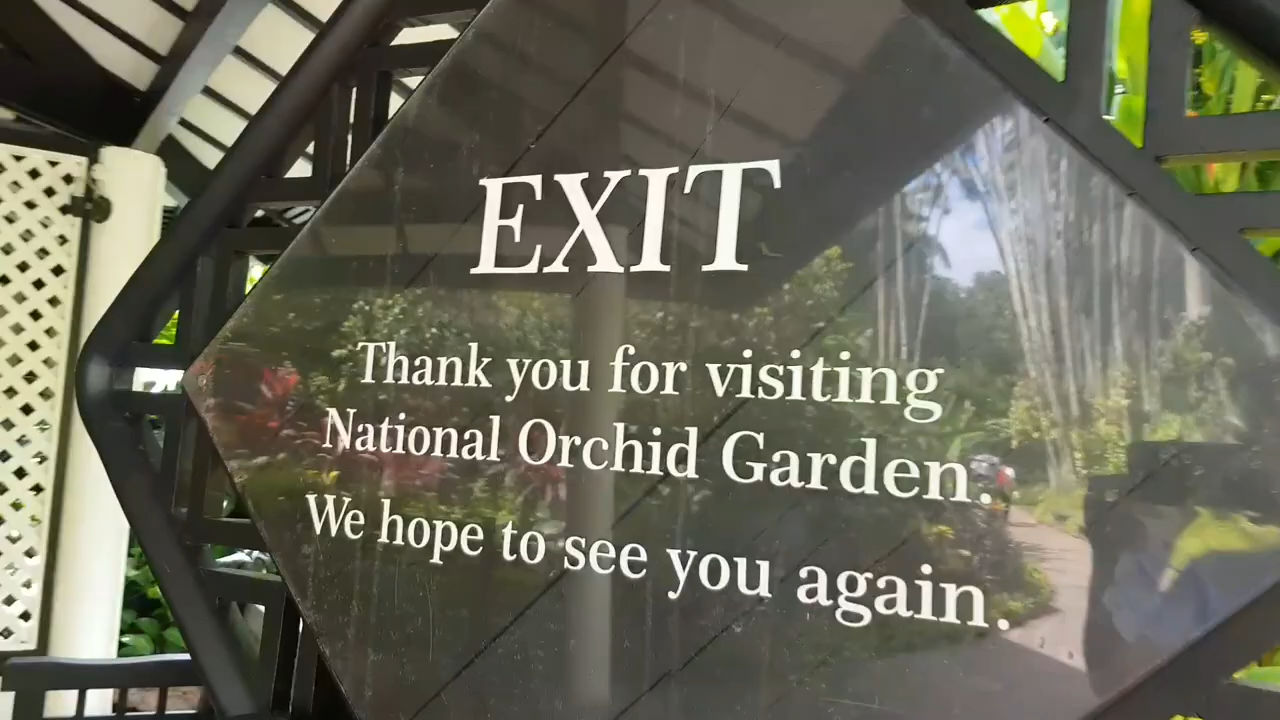 EXIT
Thank you for visiting
National Orchid Garden.
We hope to see you again.